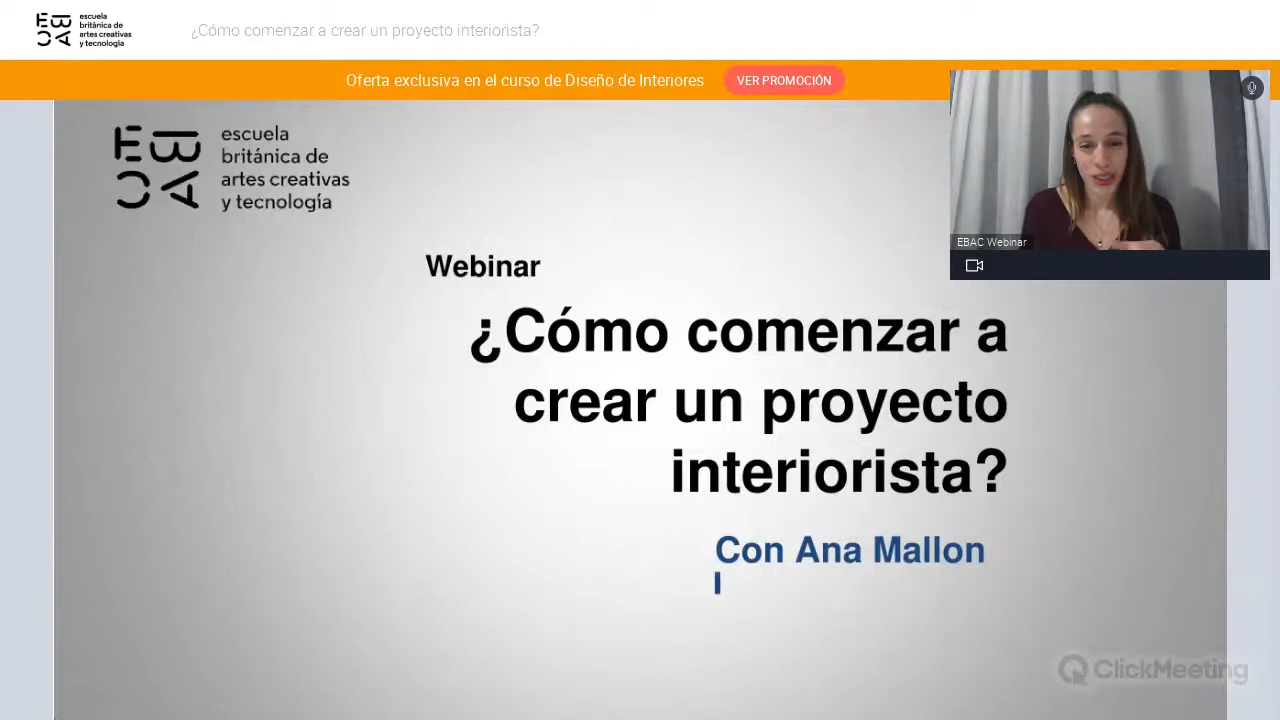 escuela
británica de
artes creativas
y tecnología
¿Cómo comenzar a crear un proyecto interiorista?
Oferta exclusiva en el curso de Diseño de Interiores
VER PROMOCIÓN
EBAC Webinar
EBAC
escuela
británica de
artes creativas
y tecnología
Webinar
¿Cómo comenzar a
crear un proyecto
interiorista?
Con Ana Mallon
l
ClickMeeting